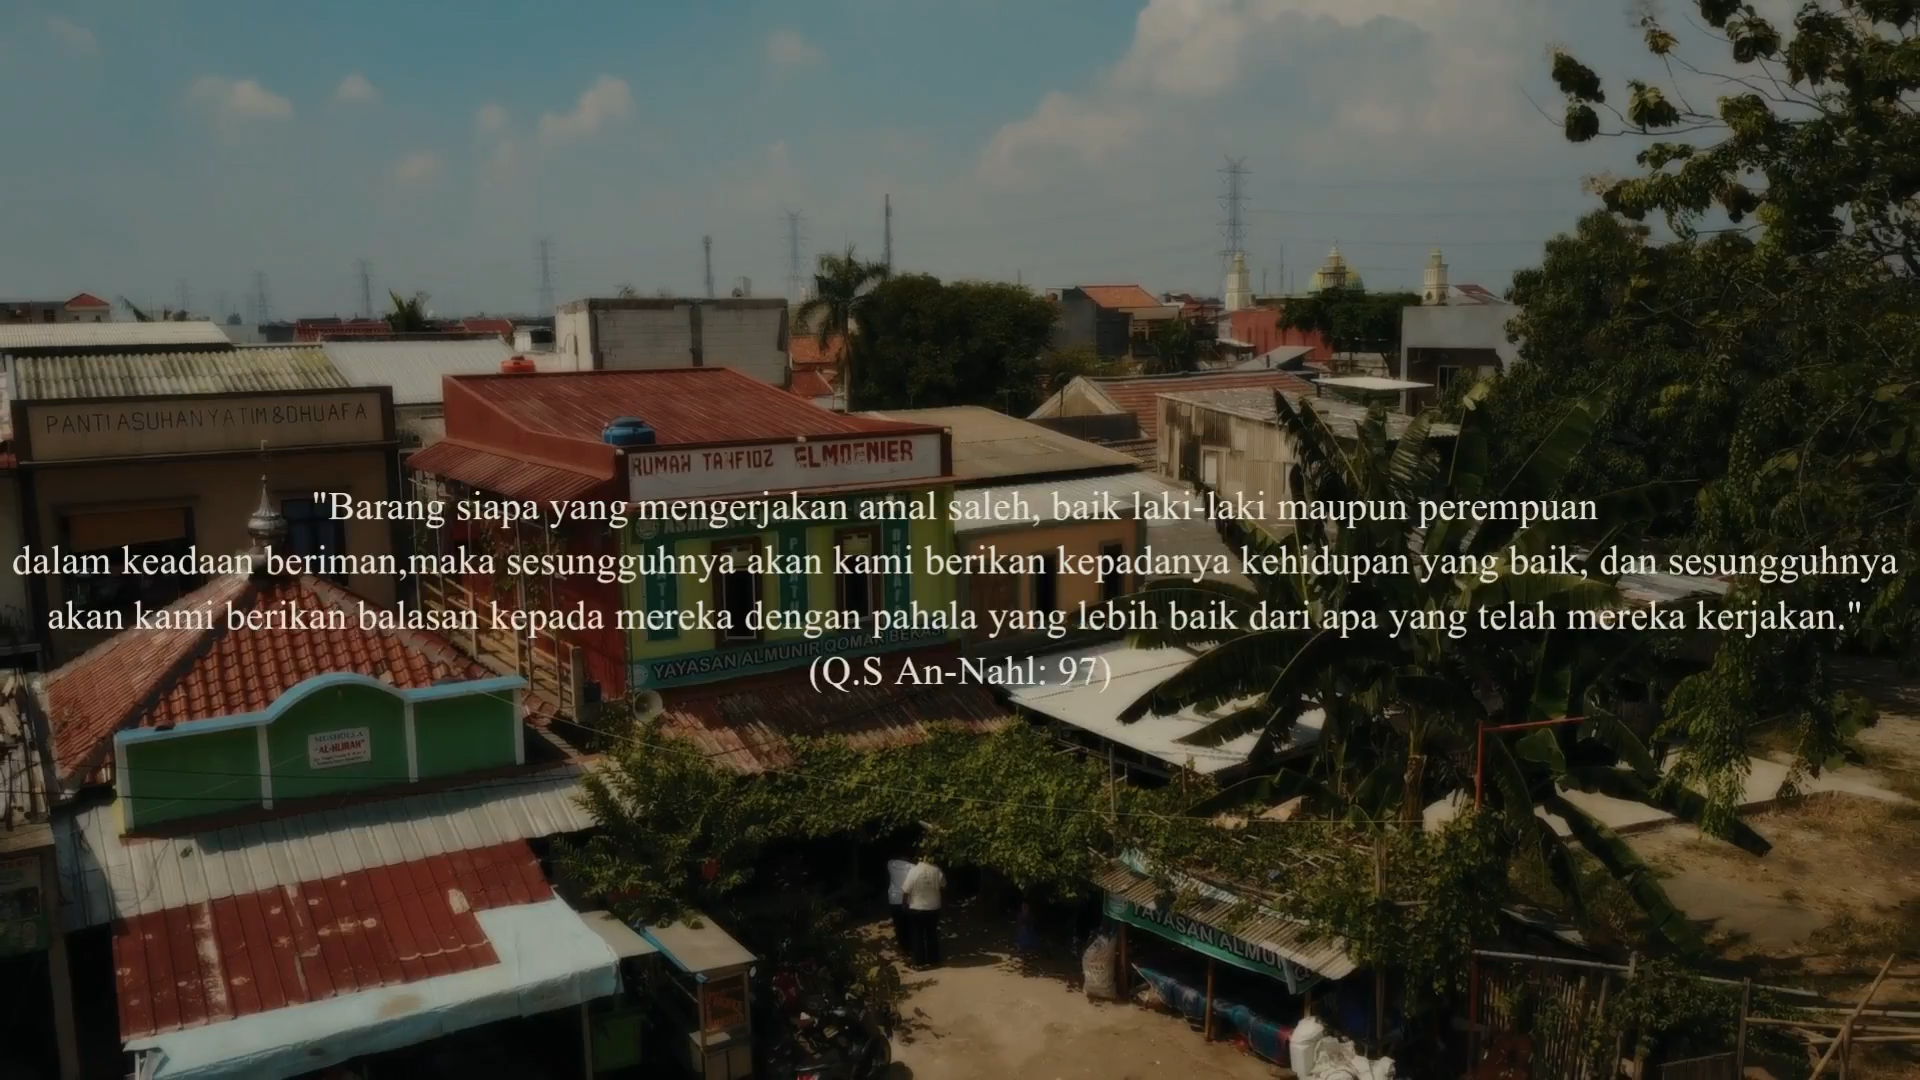 PANTI ASUHAN YATIM & DHUAFA
RUMAH TAHFIDZ ELMOENIER
"Barang siapa yang mengerjakan amal saleh, baik laki-laki maupun perempuan
dalam keadaan beriman,maka sesungguhnya akan kami berikan kepadanya kehidupan yang baik, dan sesungguhnya
akan kami berikan balasan kepada mereka dengan pahala yang lebih baik dari apa yang telah mereka kerjakan."
(Q.S An-Nahl: 97)
YAYASAN ALMUNIR QOMAR BEKASI
MUSHOLLA
"AL-HIJRAH"
YAYASAN ALMUN